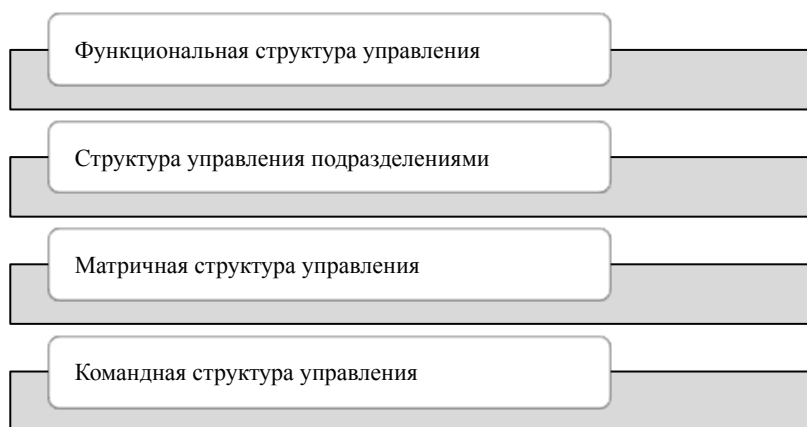 Функциональная структура управления
Структура управления подразделениями
Матричная структура управления
Командная структура управления